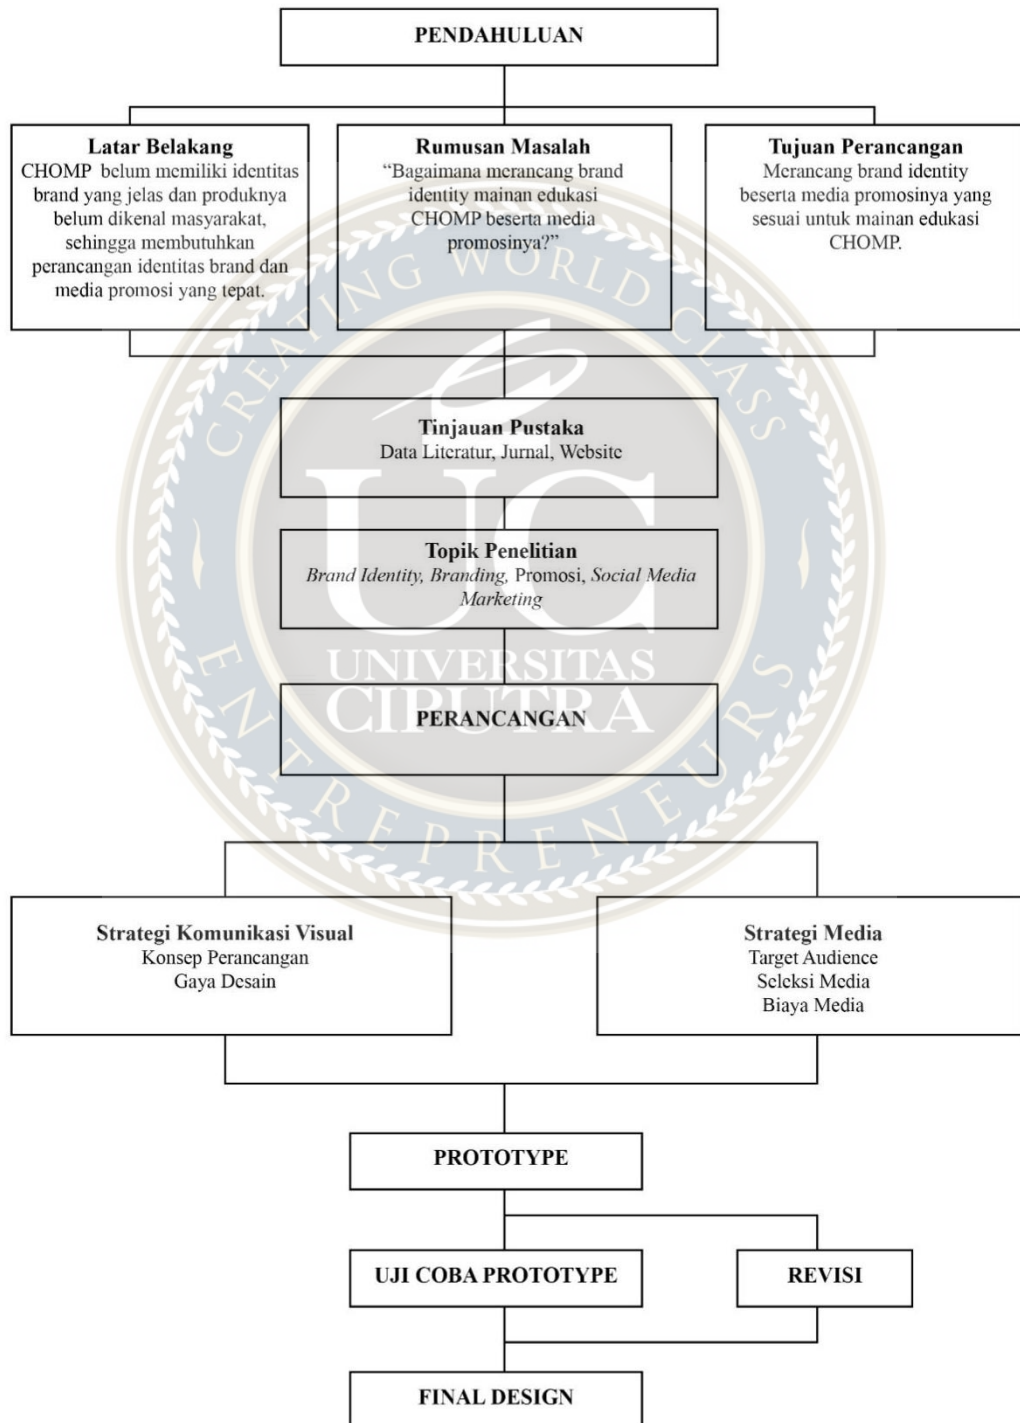 PENDAHULUAN
Latar Belakang
CHOMP belum memiliki identitas
brand yang jelas dan produknya
belum dikenal masyarakat,
sehingga membutuhkan
perancangan identitas brand dan
media promosi yang tepat.
Rumusan Masalah
“Bagaimana merancang brand
identity mainan edukasi
CHOMP beserta media
promosinya?”
Tujuan Perancangan
Merancang brand identity
beserta media promosinya yang
sesuai untuk mainan edukasi
CHOMP.
CREATING WORLD CLASS
Tinjauan Pustaka
Data Literatur, Jurnal, Website
UC
Topik Penelitian
Brand Identity, Branding, Promosi, Social Media
Marketing
UNIVERSITAS
CIPUTRA
PERANCANGAN
ENTREPRENEURS
Strategi Komunikasi Visual
Konsep Perancangan
Gaya Desain
Strategi Media
Target Audience
Seleksi Media
Biaya Media
PROTOTYPE
UJI COBA PROTOTYPE
REVISI
FINAL DESIGN